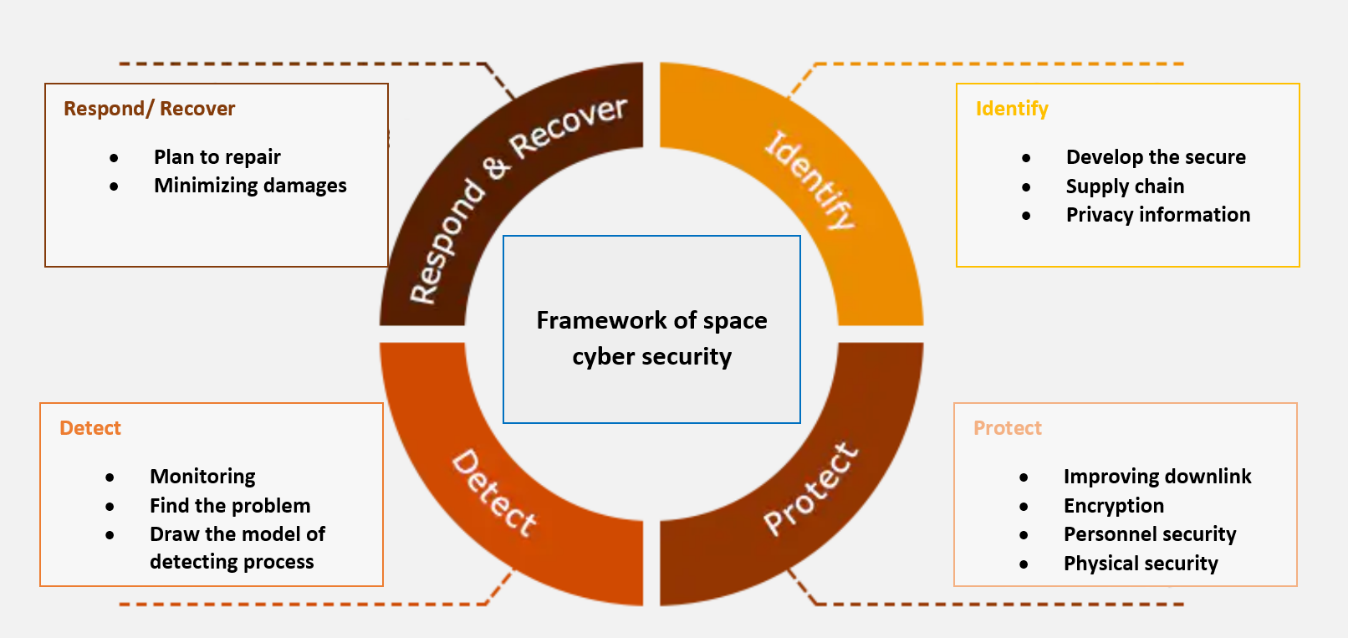 Respond/ Recover
● Plan to repair
● Minimizing damages
Respond & Recover
Identify
Identify
● Develop the secure
● Supply chain
● Privacy information
Framework of space
cyber security
Detect
● Monitoring
● Find the problem
● Draw the model of
detecting process
Detect
Protect
Protect
● Improving downlink
● Encryption
● Personnel security
● Physical security